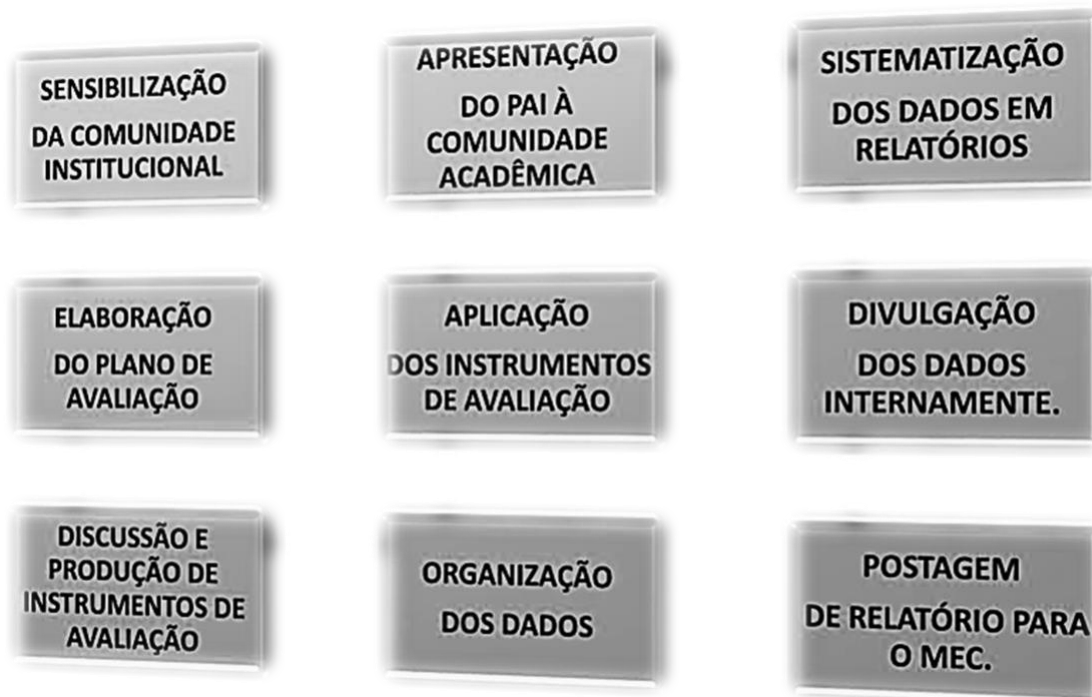 SENSIBILIZAÇÃO
DA COMUNIDADE
INSTITUCIONAL
ELABORAÇÃO
DO PLANO DE
AVALIAÇÃO
DISCUSSÃO E
PRODUÇÃO DE
INSTRUMENTOS DE
AVALIAÇÃO
APRESENTAÇÃO
DO PAI À
COMUNIDADE
ACADÊMICA
APLICAÇÃO
DOS INSTRUMENTOS
DE AVALIAÇÃO
ORGANIZAÇÃO
DOS DADOS
SISTEMATIZAÇÃO
DOS DADOS EM
RELATÓRIOS
DIVULGAÇÃO
DOS DADOS
INTERNAMENTE.
POSTAGEM
DE RELATÓRIO PARA
O MEC.